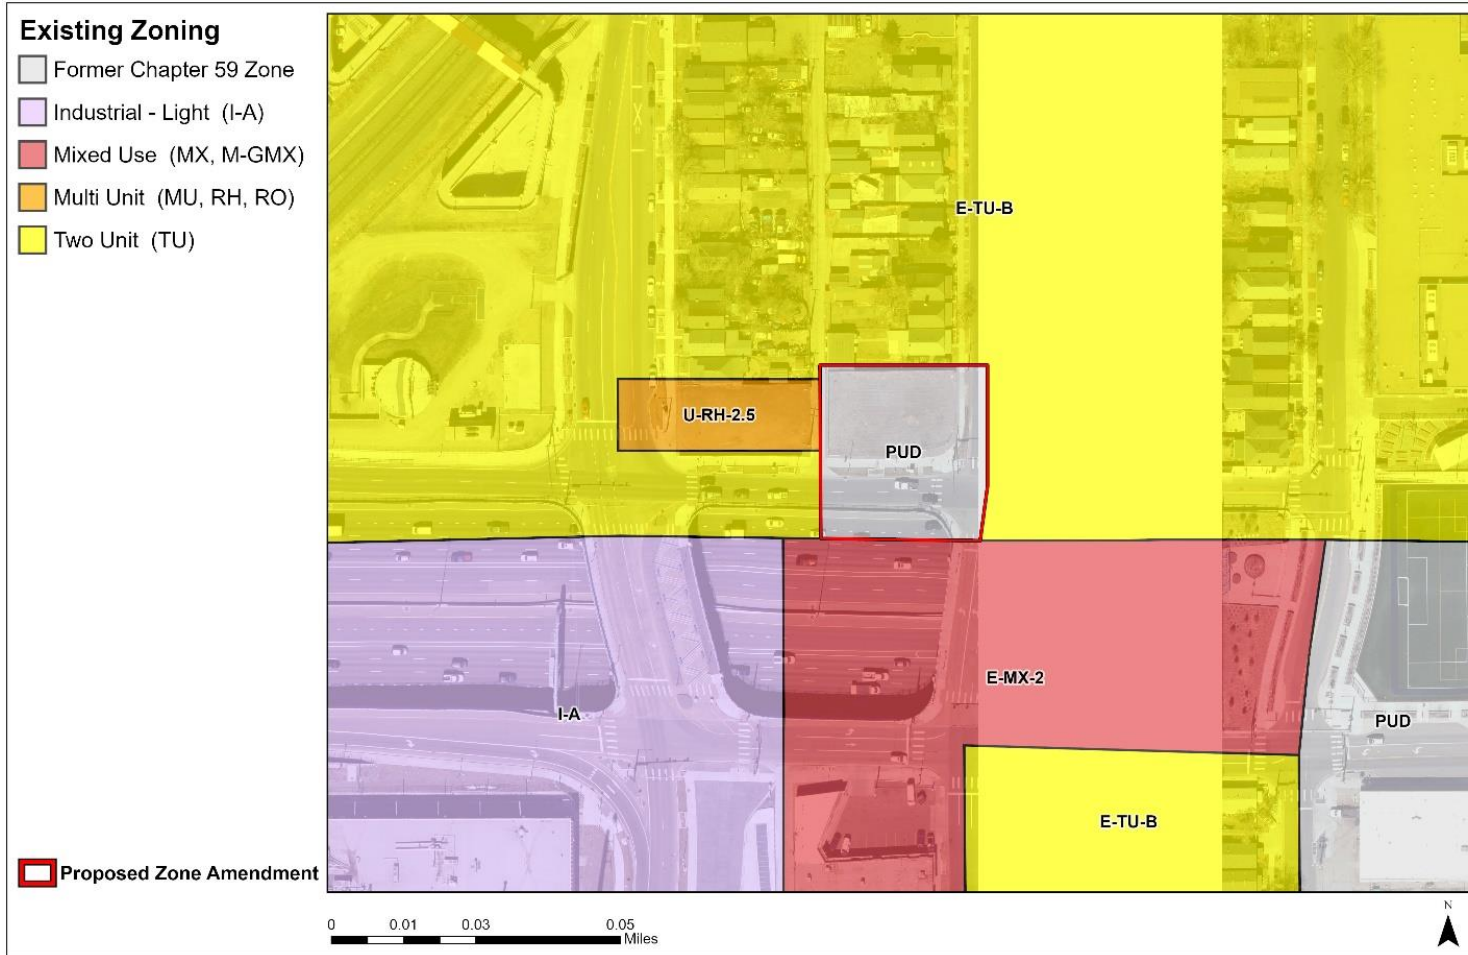 Existing Zoning
Former Chapter 59 Zone
Industrial - Light (I-A)
Mixed Use (MX, M-GMX)
Multi Unit (MU, RH, RO)
Two Unit (TU)
Proposed Zone Amendment
E-TU-B
U-RH-2.5
PUD
E-MX-2
I-A
PUD
E-TU-B
0 0.01 0.03 0.05
Miles
N